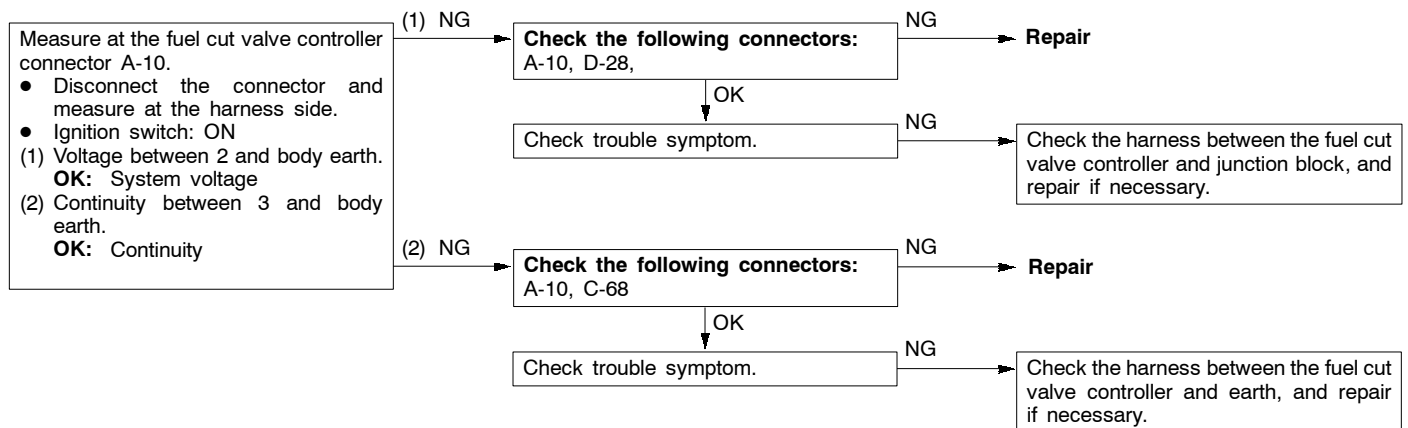 Measure at the fuel cut valve controller
connector A-10.
● Disconnect the connector and
measure at the harness side.
● Ignition switch: ON
(1) Voltage between 2 and body earth.
OK: System voltage
(2) Continuity between 3 and body
earth.
OK: Continuity
(1) NG
Check the following connectors:
A-10, D-28,
NG
Repair
OK
Check trouble symptom.
NG
Check the harness between the fuel cut
valve controller and junction block, and
repair if necessary.
(2) NG
Check the following connectors:
A-10, C-68
NG
Repair
OK
Check trouble symptom.
NG
Check the harness between the fuel cut
valve controller and earth, and repair
if necessary.